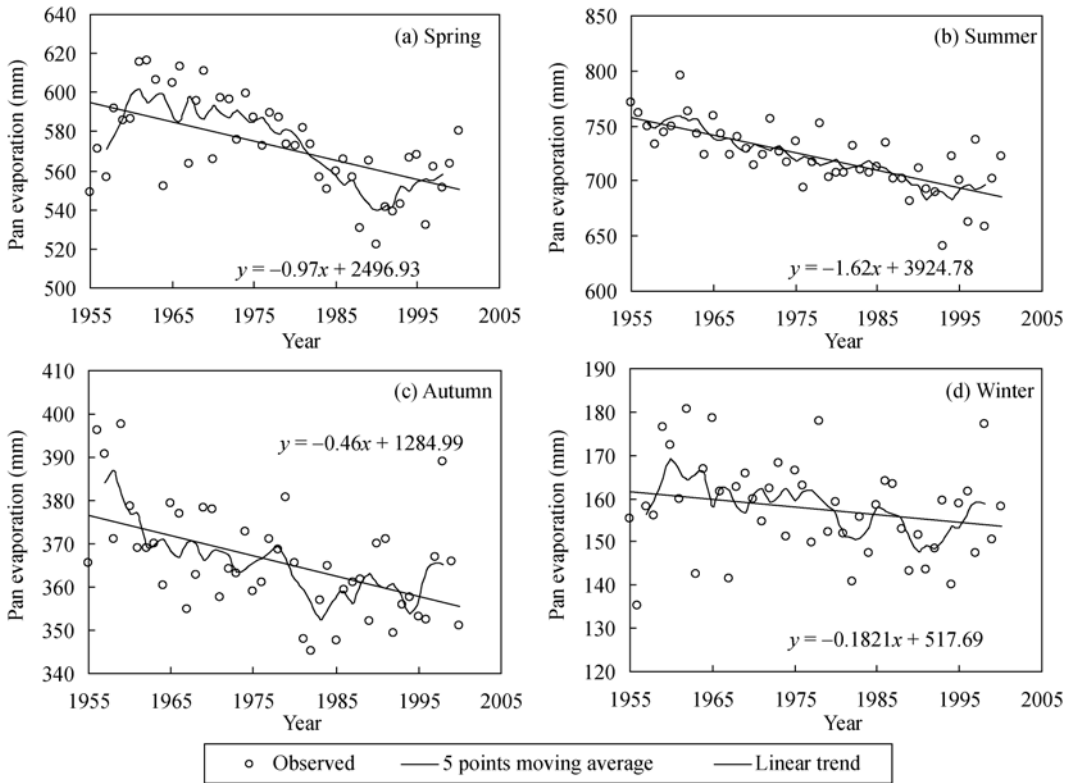 (a) Spring
Pan evaporation (mm)
640
620
600
580
560
540
520
500
y = –0.97x + 2496.93
1955 1965 1975 1985 1995 2005
Year
(b) Summer
Pan evaporation (mm)
850
800
750
700
650
600
y = –1.62x + 3924.78
1955 1965 1975 1985 1995 2005
Year
(c) Autumn
Pan evaporation (mm)
410
400
390
380
370
360
350
340
y = –0.46x + 1284.99
1955 1965 1975 1985 1995 2005
Year
(d) Winter
Pan evaporation (mm)
190
180
170
160
150
140
130
120
y = –0.1821x + 517.69
1955 1965 1975 1985 1995 2005
Year
Observed 5 points moving average Linear trend